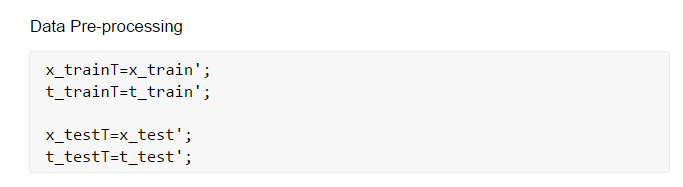 Data Pre-processing
x_trainT=x_train';
t_trainT=t_train';
x_testT=x_test';
t_testT=t_test';